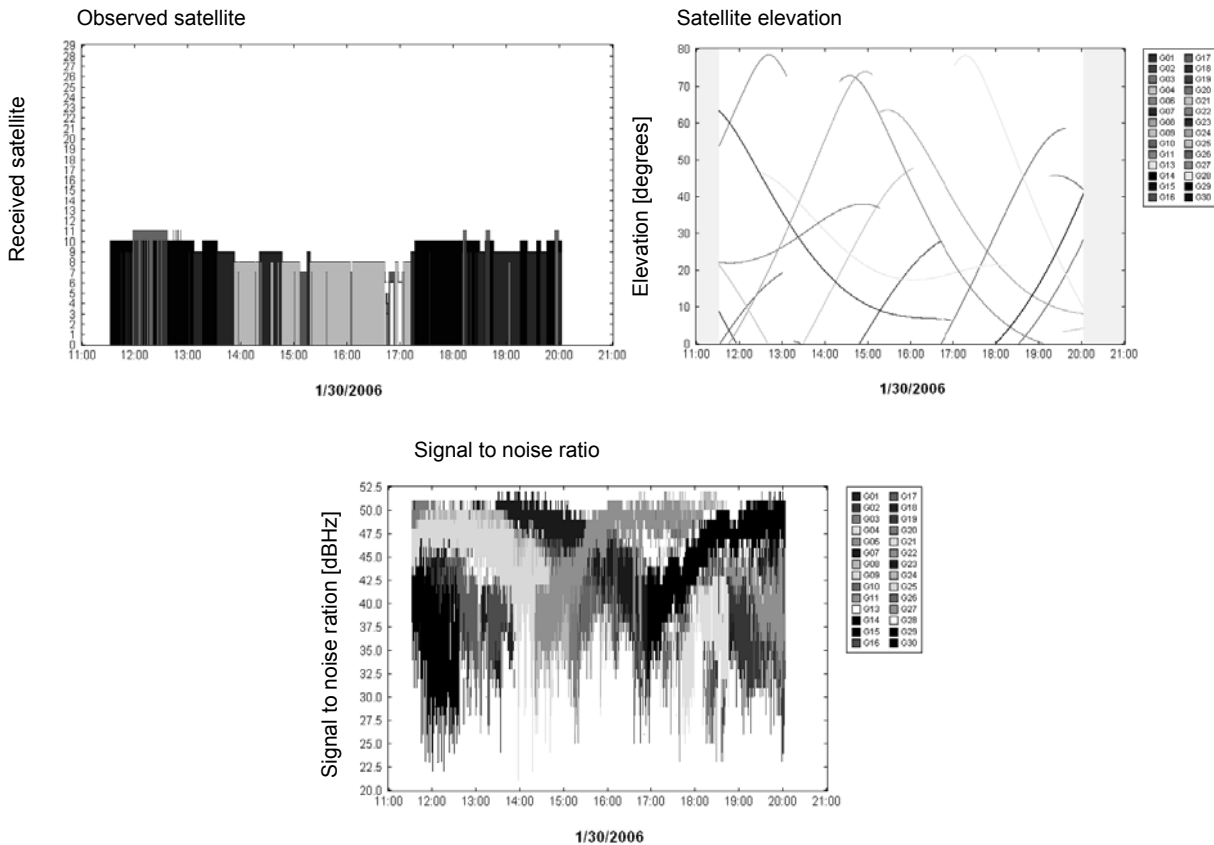 Observed satellite
Received satellite
29
28
27
26
25
24
23
22
21
20
19
18
17
16
15
14
13
12
11
10
9
8
7
6
5
4
3
2
1
0
11:00 12:00 13:00 14:00 15:00 16:00 17:00 18:00 19:00 20:00 21:00
1/30/2006
Satellite elevation
Elevation [degrees]
80
70
60
50
40
30
20
10
0
11:00 12:00 13:00 14:00 15:00 16:00 17:00 18:00 19:00 20:00 21:00
1/30/2006
G01 G17
G02 G18
G03 G19
G04 G20
G06 G21
G07 G22
G08 G23
G09 G24
G10 G25
G11 G26
G13 G27
G14 G28
G15 G29
G16 G30
Signal to noise ratio
Signal to noise ration [dBHz]
52.5
50.0
47.5
45.0
42.5
40.0
37.5
35.0
32.5
30.0
27.5
25.0
22.5
20.0
11:00 12:00 13:00 14:00 15:00 16:00 17:00 18:00 19:00 20:00 21:00
1/30/2006
G01 G17
G02 G18
G03 G19
G04 G20
G06 G21
G07 G22
G08 G23
G09 G24
G10 G25
G11 G26
G13 G27
G14 G28
G15 G29
G16 G30